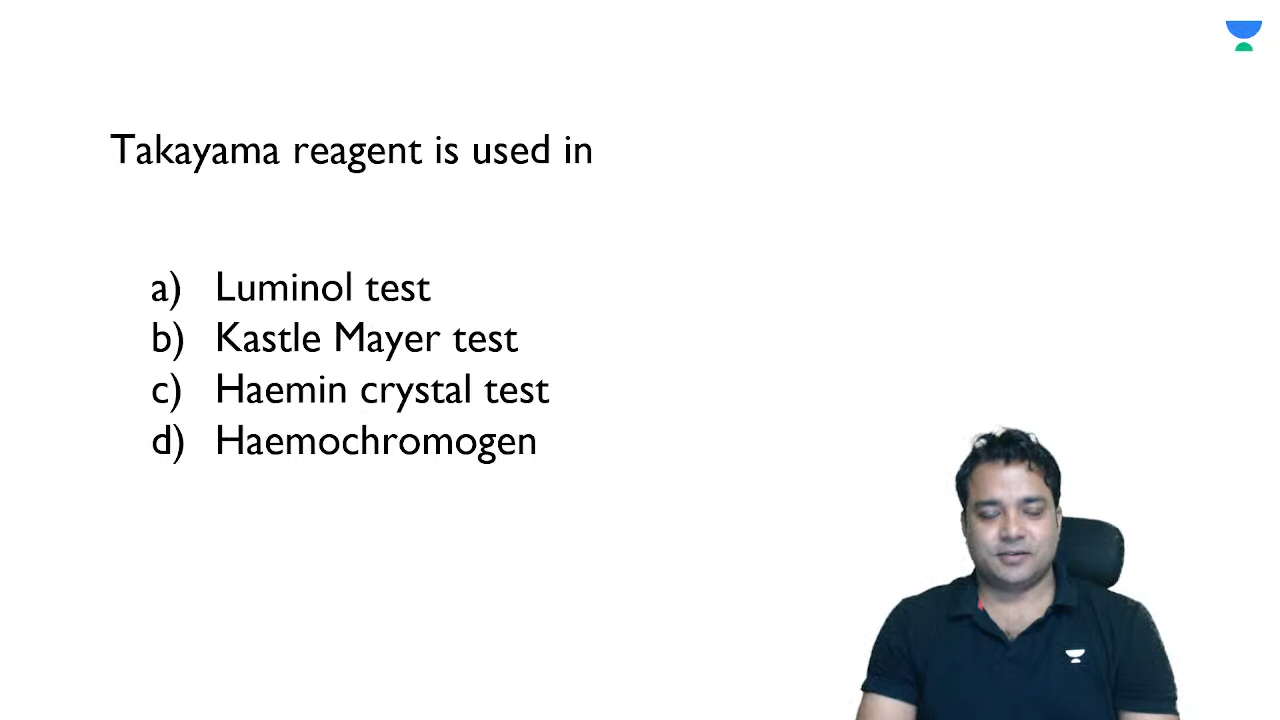 Takayama reagent is used in
a) Luminol test
b) Kastle Mayer test
c) Haemin crystal test
d) Haemochromogen